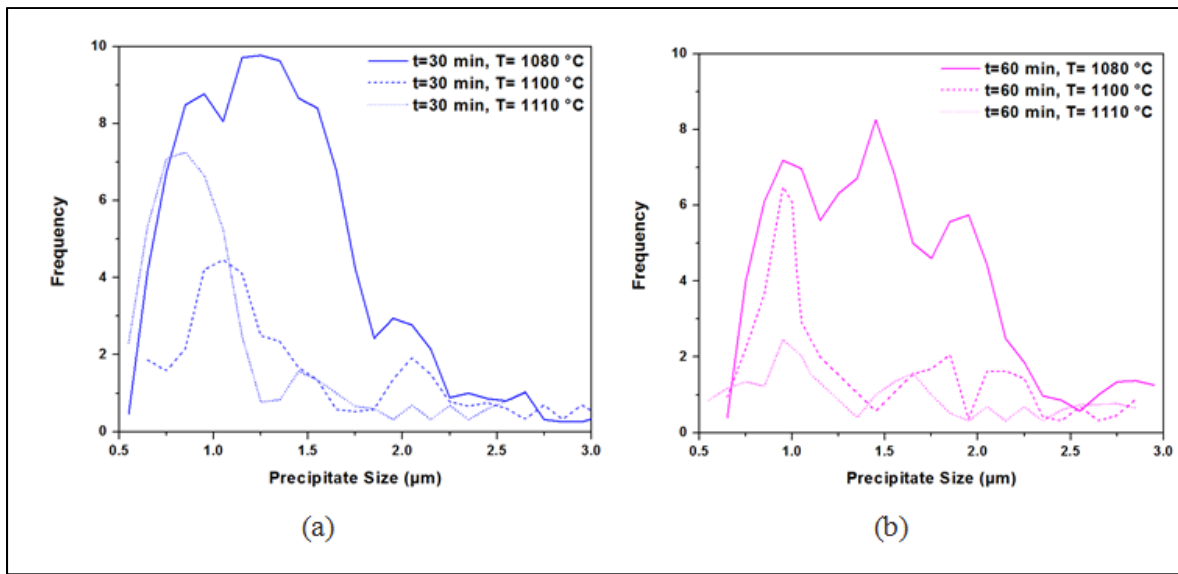 10
8
6
4
2
0
Frequency
t=30 min, T= 1080 °C
t=30 min, T= 1100 °C
t=30 min, T= 1110 °C
0.5 1.0 1.5 2.0 2.5 3.0
Precipitate Size (μm)
(a)
10
8
6
4
2
0
Frequency
t=60 min, T= 1080 °C
t=60 min, T= 1100 °C
t=60 min, T= 1110 °C
0.5 1.0 1.5 2.0 2.5 3.0
Precipitate Size (μm)
(b)